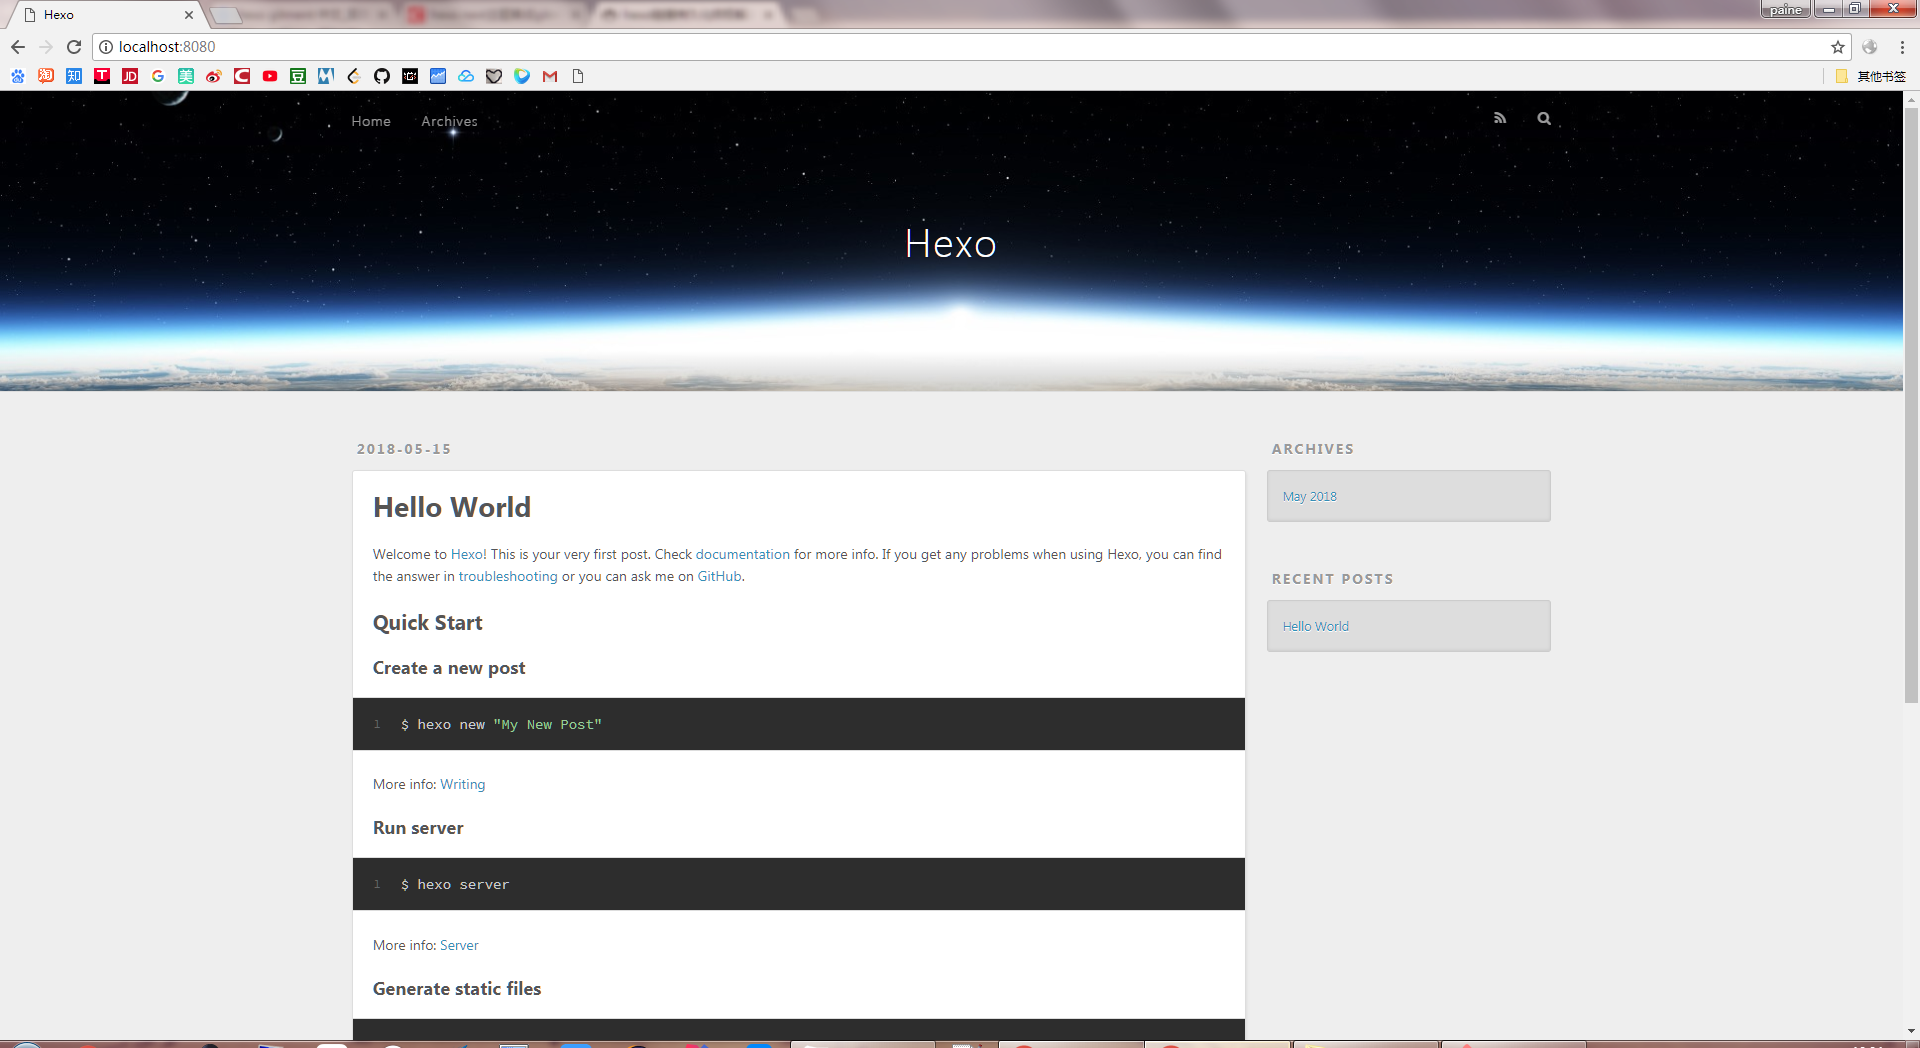 Hexo
paine
localhost:8080
其他书签
Home
Archives
Hexo
2018-05-15
Hello World
Welcome to Hexo! This is your very first post. Check documentation for more info. If you get any problems when using Hexo, you can find
the answer in troubleshooting or you can ask me on GitHub.
Quick Start
Create a new post
1 $ hexo new "My New Post"
More info: Writing
Run server
1 $ hexo server
More info: Server
Generate static files
ARCHIVES
May 2018
RECENT POSTS
Hello World